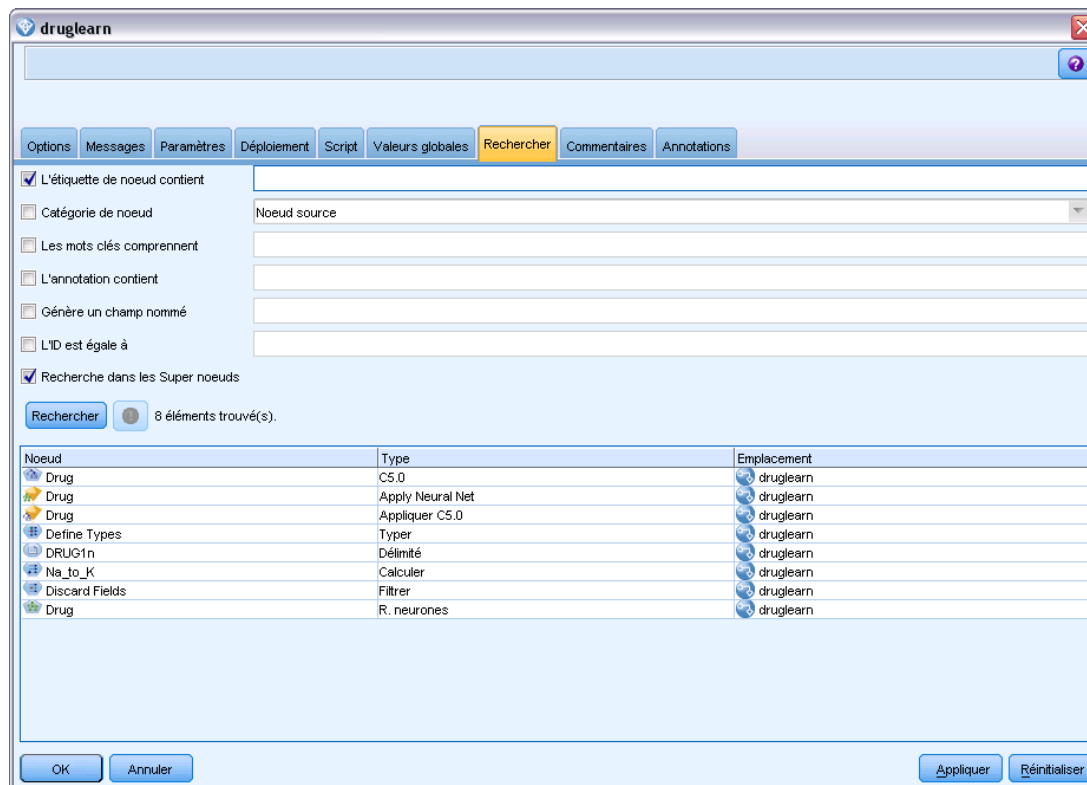 druglearn
Options Messages Paramètres Déploiement Script Valeurs globales Rechercher Commentaires Annotations
L'étiquette de noeud contient
Catégorie de noeud Noeud source
Les mots clés comprennent
L'annotation contient
Génère un champ nommé
L'ID est égale à
Recherche dans les Super noeuds
Rechercher 8 éléments trouvé(s).
Noeud Type Emplacement
Drug C5.0 druglearn
Drug Apply Neural Net druglearn
Drug Appliquer C5.0 druglearn
Define Types Typer druglearn
DRUG1n Délimité druglearn
Na_to_K Calculer druglearn
Discard Fields Filtrer druglearn
Drug R. neurones druglearn
OK Annuler Appliquer Réinitialiser